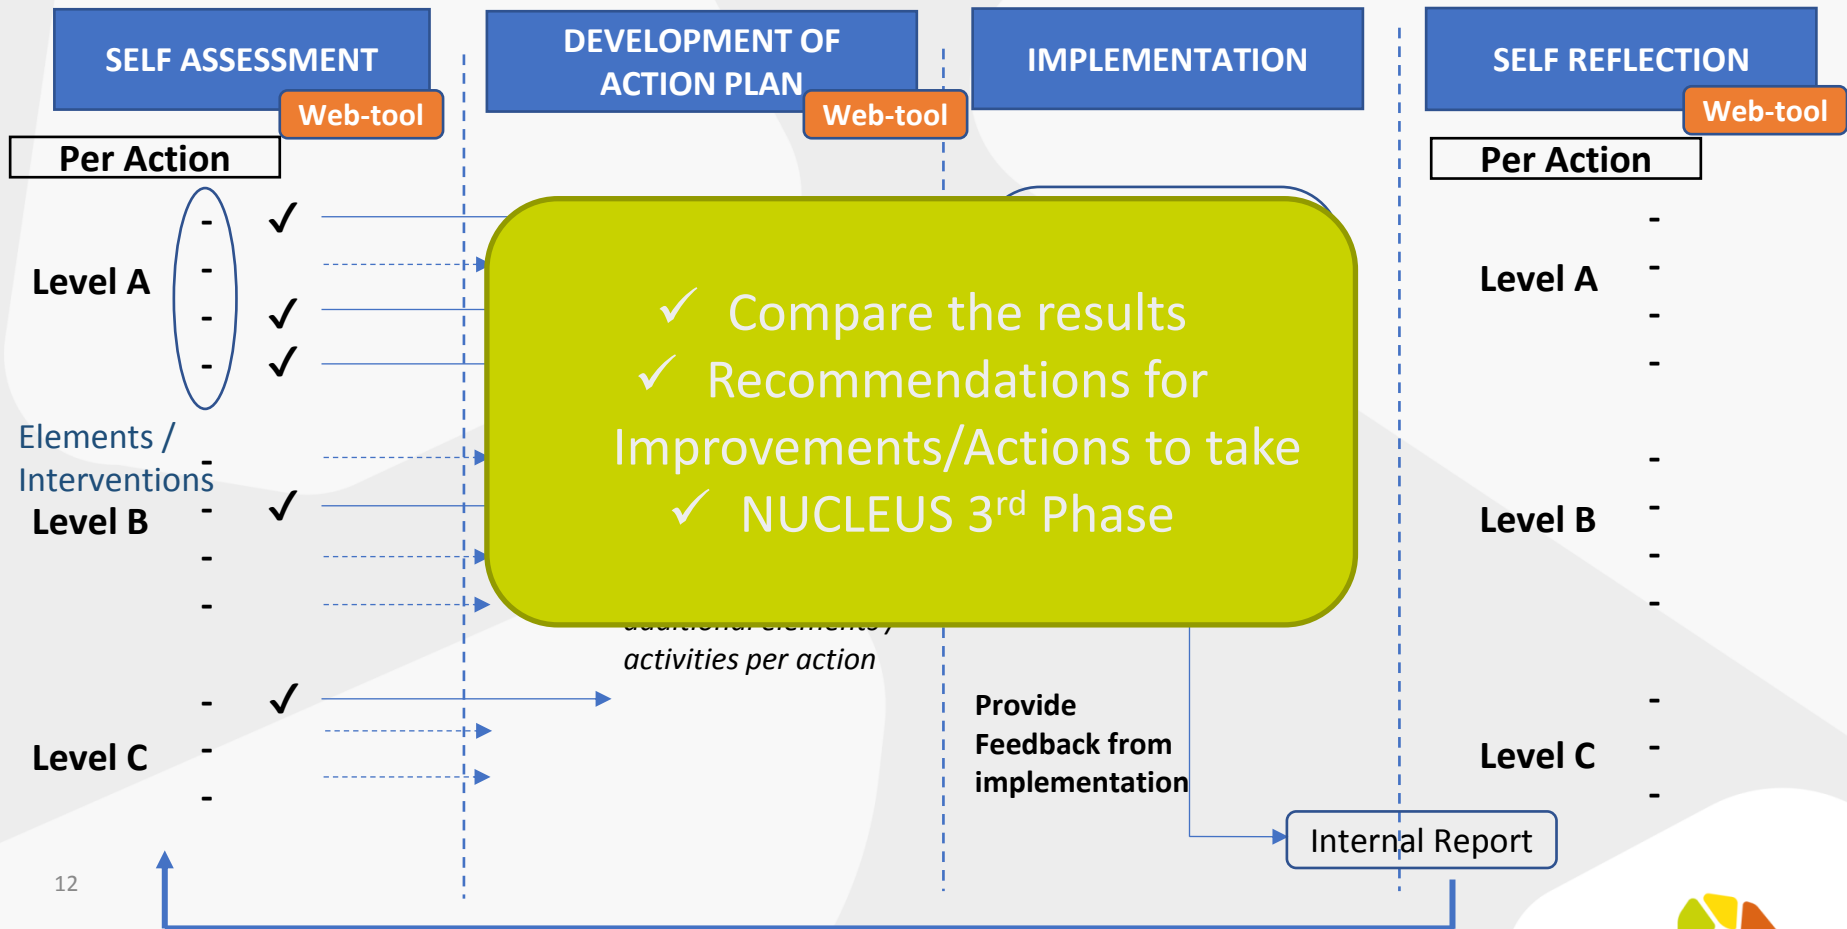 SELF ASSESSMENT
Web-tool
DEVELOPMENT OF
ACTION PLAN
Web-tool
IMPLEMENTATION
SELF REFLECTION
Web-tool
Per Action
- ✓
-
Level A
- ✓
- ✓
Elements /
Interventions
-
Level B
- ✓
-
-
- ✓
Level C
-
-
✓ Compare the results
✓ Recommendations for
Improvements/Actions to take
✓ NUCLEUS 3rd Phase
additional elements /
activities per action
Provide
Feedback from
implementation
Internal Report
Per Action
-
Level A
-
-
-
-
Level B
-
-
-
-
Level C
-
-
12